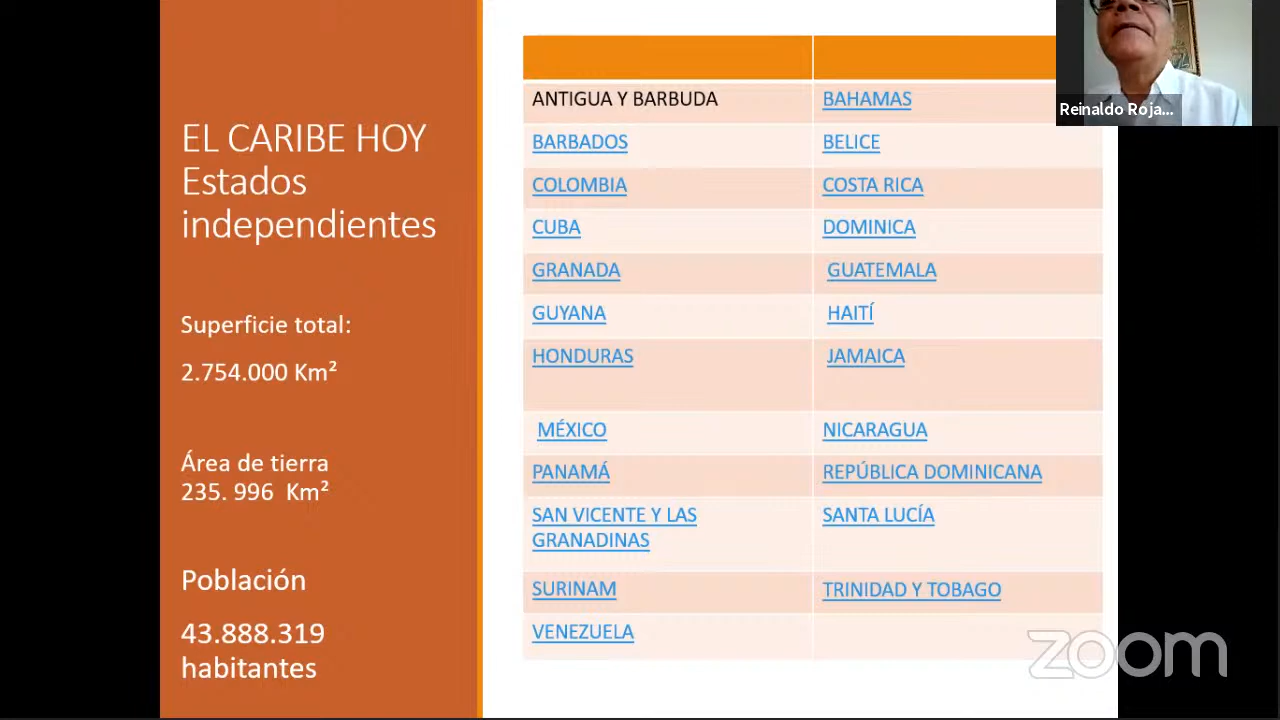 EL CARIBE HOY
Estados
independientes
Superficie total:
2.754.000 Km²
Área de tierra
235. 996 Km²
Población
43.888.319
habitantes
ANTIGUA Y BARBUDA
BAHAMAS
BARBADOS
BELICE
COLOMBIA
COSTA RICA
CUBA
DOMINICA
GRANADA
GUATEMALA
GUYANA
HAITÍ
HONDURAS
JAMAICA
MÉXICO
NICARAGUA
PANAMÁ
REPÚBLICA DOMINICANA
SAN VICENTE Y LAS
GRANADINAS
SANTA LUCÍA
SURINAM
TRINIDAD Y TOBAGO
VENEZUELA
Reinaldo Roja...
zoom